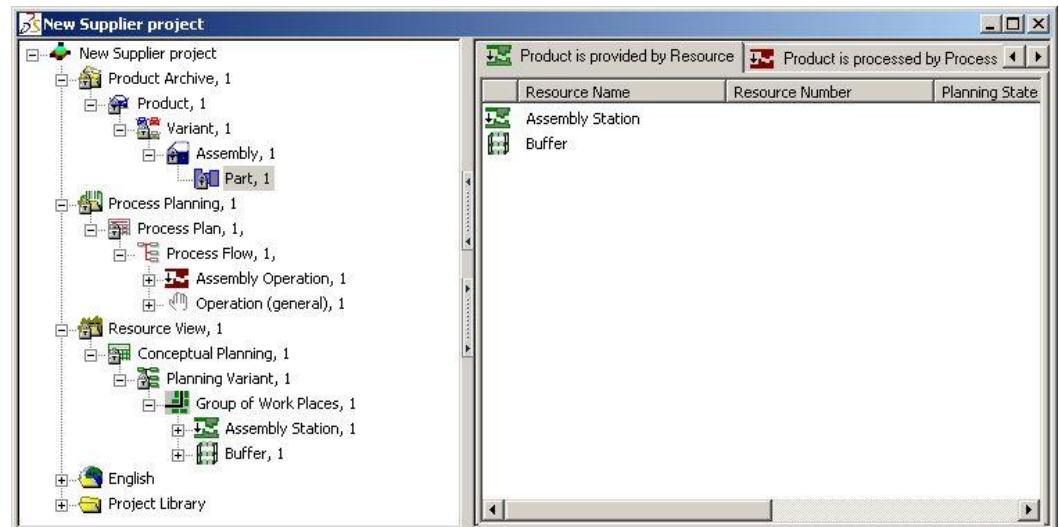 New Supplier project
New Supplier project
Product Archive, 1
Product, 1
Variant, 1
Assembly, 1
Part, 1
Process Planning, 1
Process Plan, 1,
Process Flow, 1,
Assembly Operation, 1
Operation (general), 1
Resource View, 1
Conceptual Planning, 1
Planning Variant, 1
Group of Work Places, 1
Assembly Station, 1
Buffer, 1
English
Project Library
Product is provided by Resource Product is processed by Process
Resource Name Resource Number Planning State
Assembly Station
Buffer